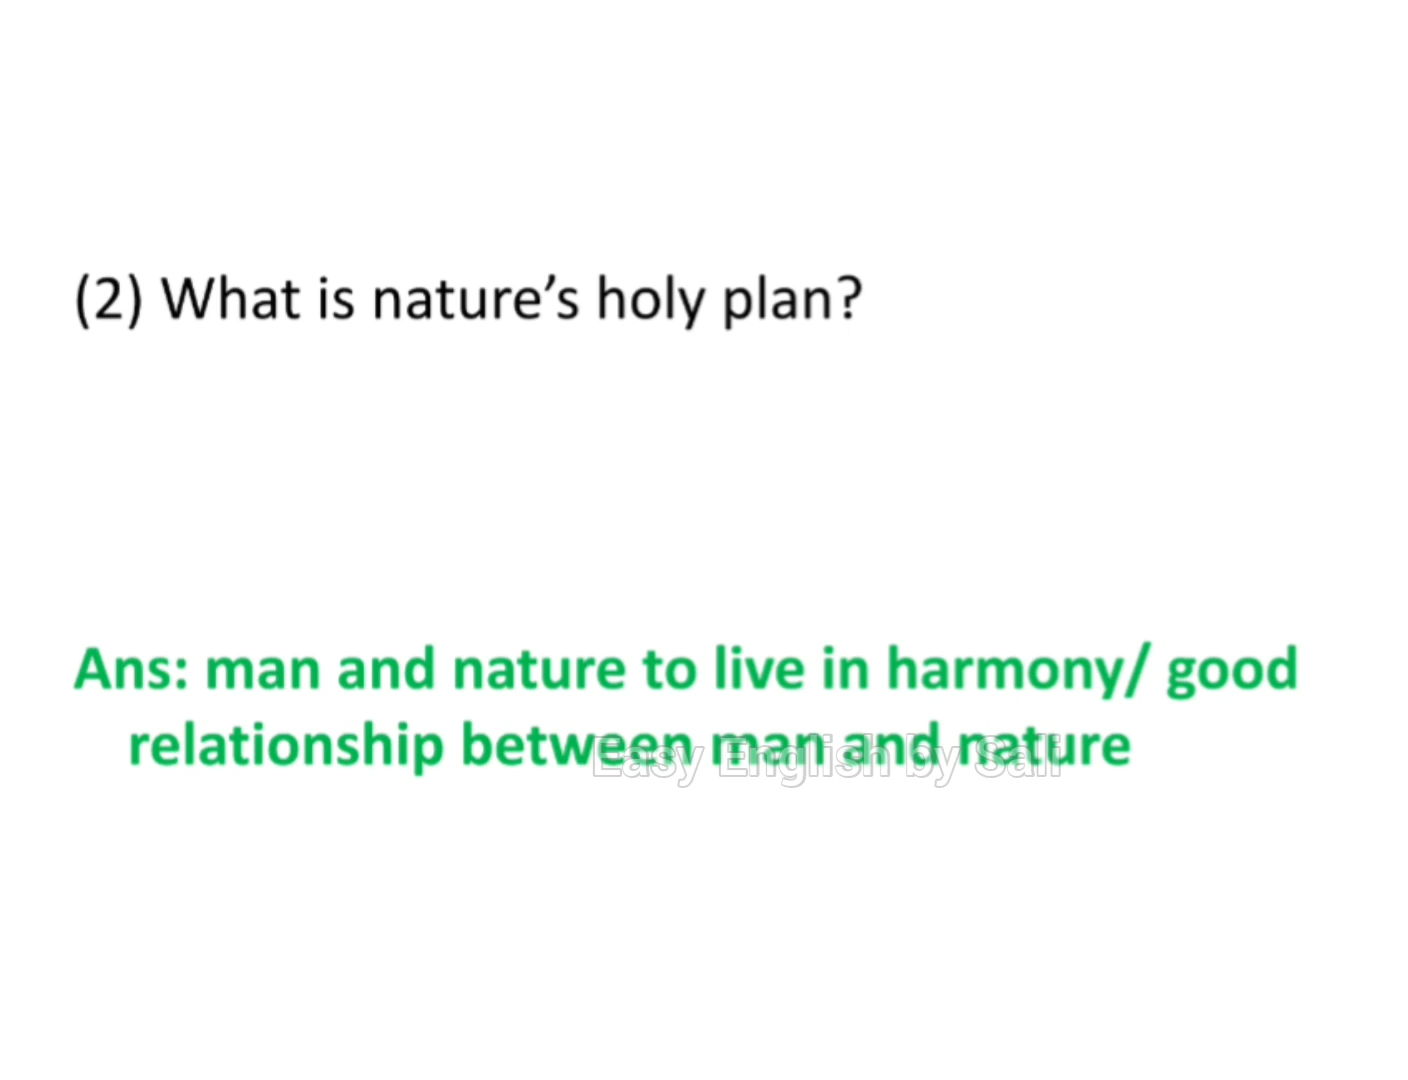 (2) What is nature’s holy plan?
Ans: man and nature to live in harmony/ good
relationship between man and nature
Easy English by Sali